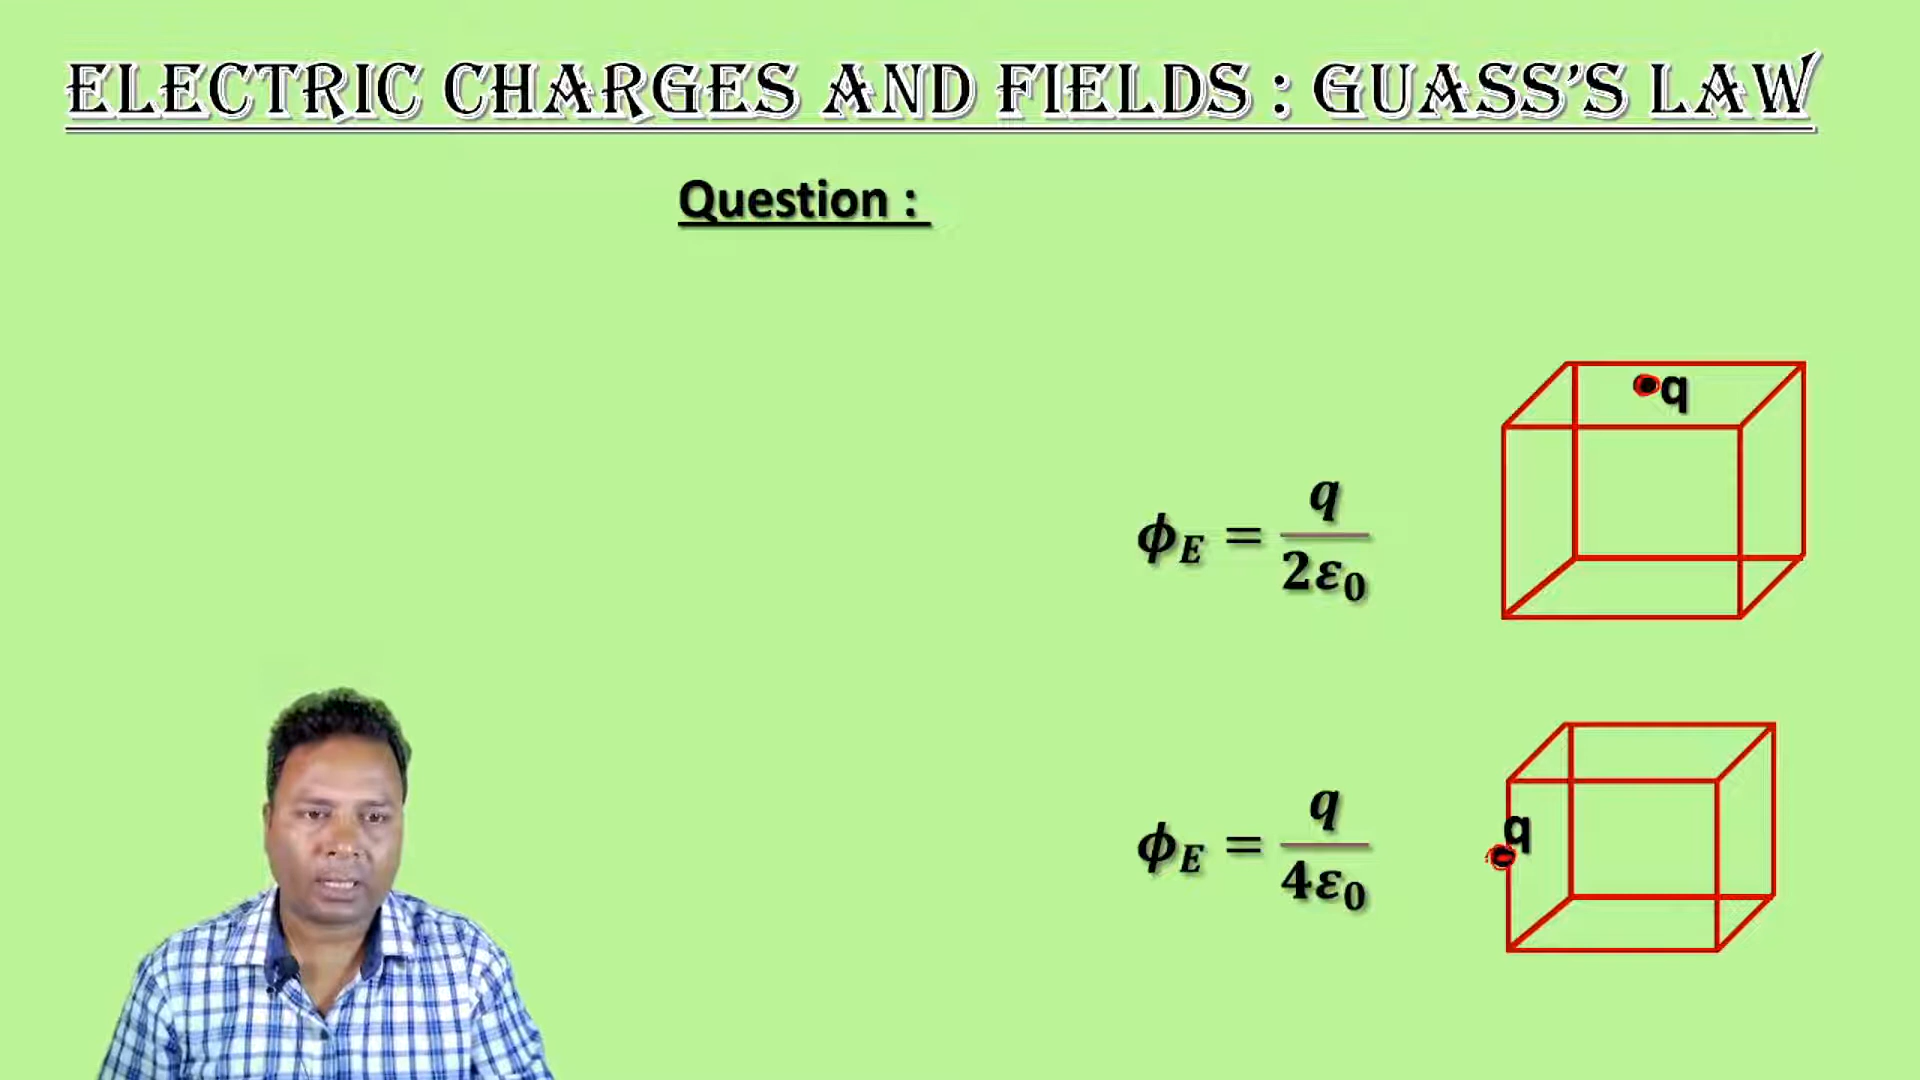 ELECTRIC CHARGES AND FIELDS : GUASS'S LAW
Question :
q
ϕE = q/2ε0
q
ϕE = q/4ε0